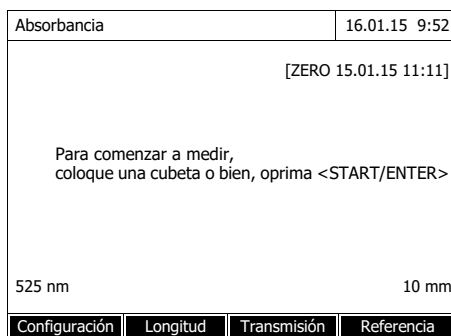 Absorbancia 16.01.15 9:52
[ZERO 15.01.15 11:11]
Para comenzar a medir,
coloque una cubeta o bien, oprima <START/ENTER>
525 nm 10 mm
Configuración Longitud Transmisión Referencia